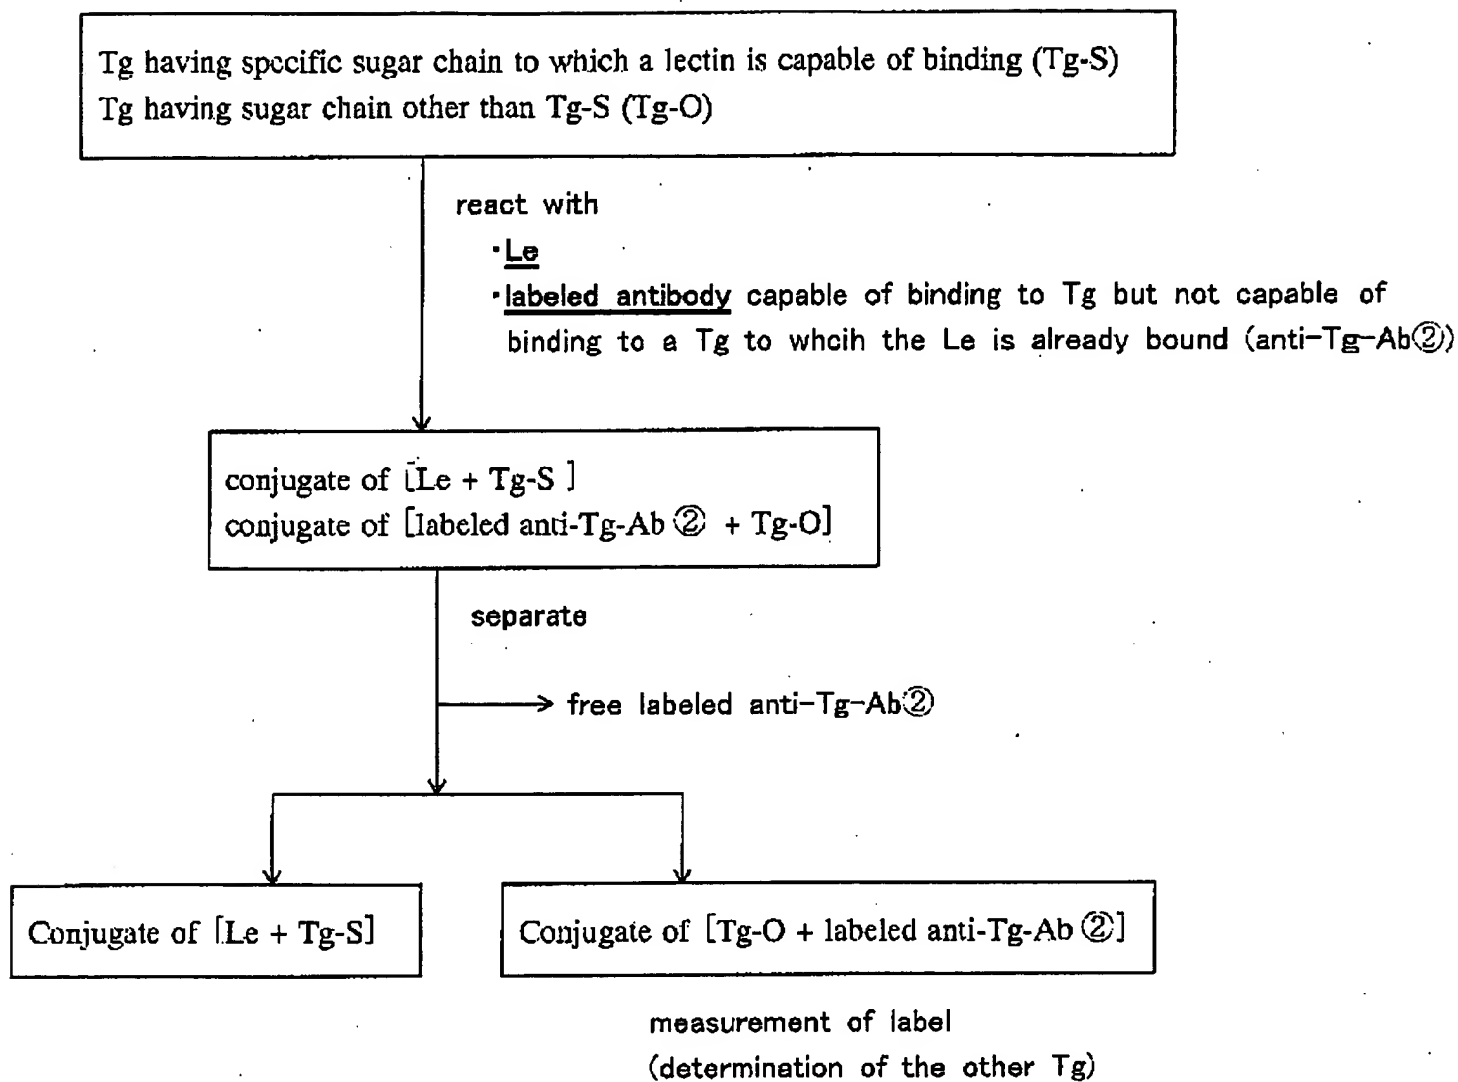 Tg having specific sugar chain to which a lectin is capable of binding (Tg-S)
Tg having sugar chain other than Tg-S (Tg-O)
react with
・Le
・labeled antibody capable of binding to Tg but not capable of
binding to a Tg to whcih the Le is already bound (anti-Tg-Ab②)
conjugate of [Le + Tg-S ]
conjugate of [labeled anti-Tg-Ab ② + Tg-O]
separate
free labeled anti-Tg-Ab②
Conjugate of [Le + Tg-S]
Conjugate of [Tg-O + labeled anti-Tg-Ab ②]
measurement of label
(determination of the other Tg)